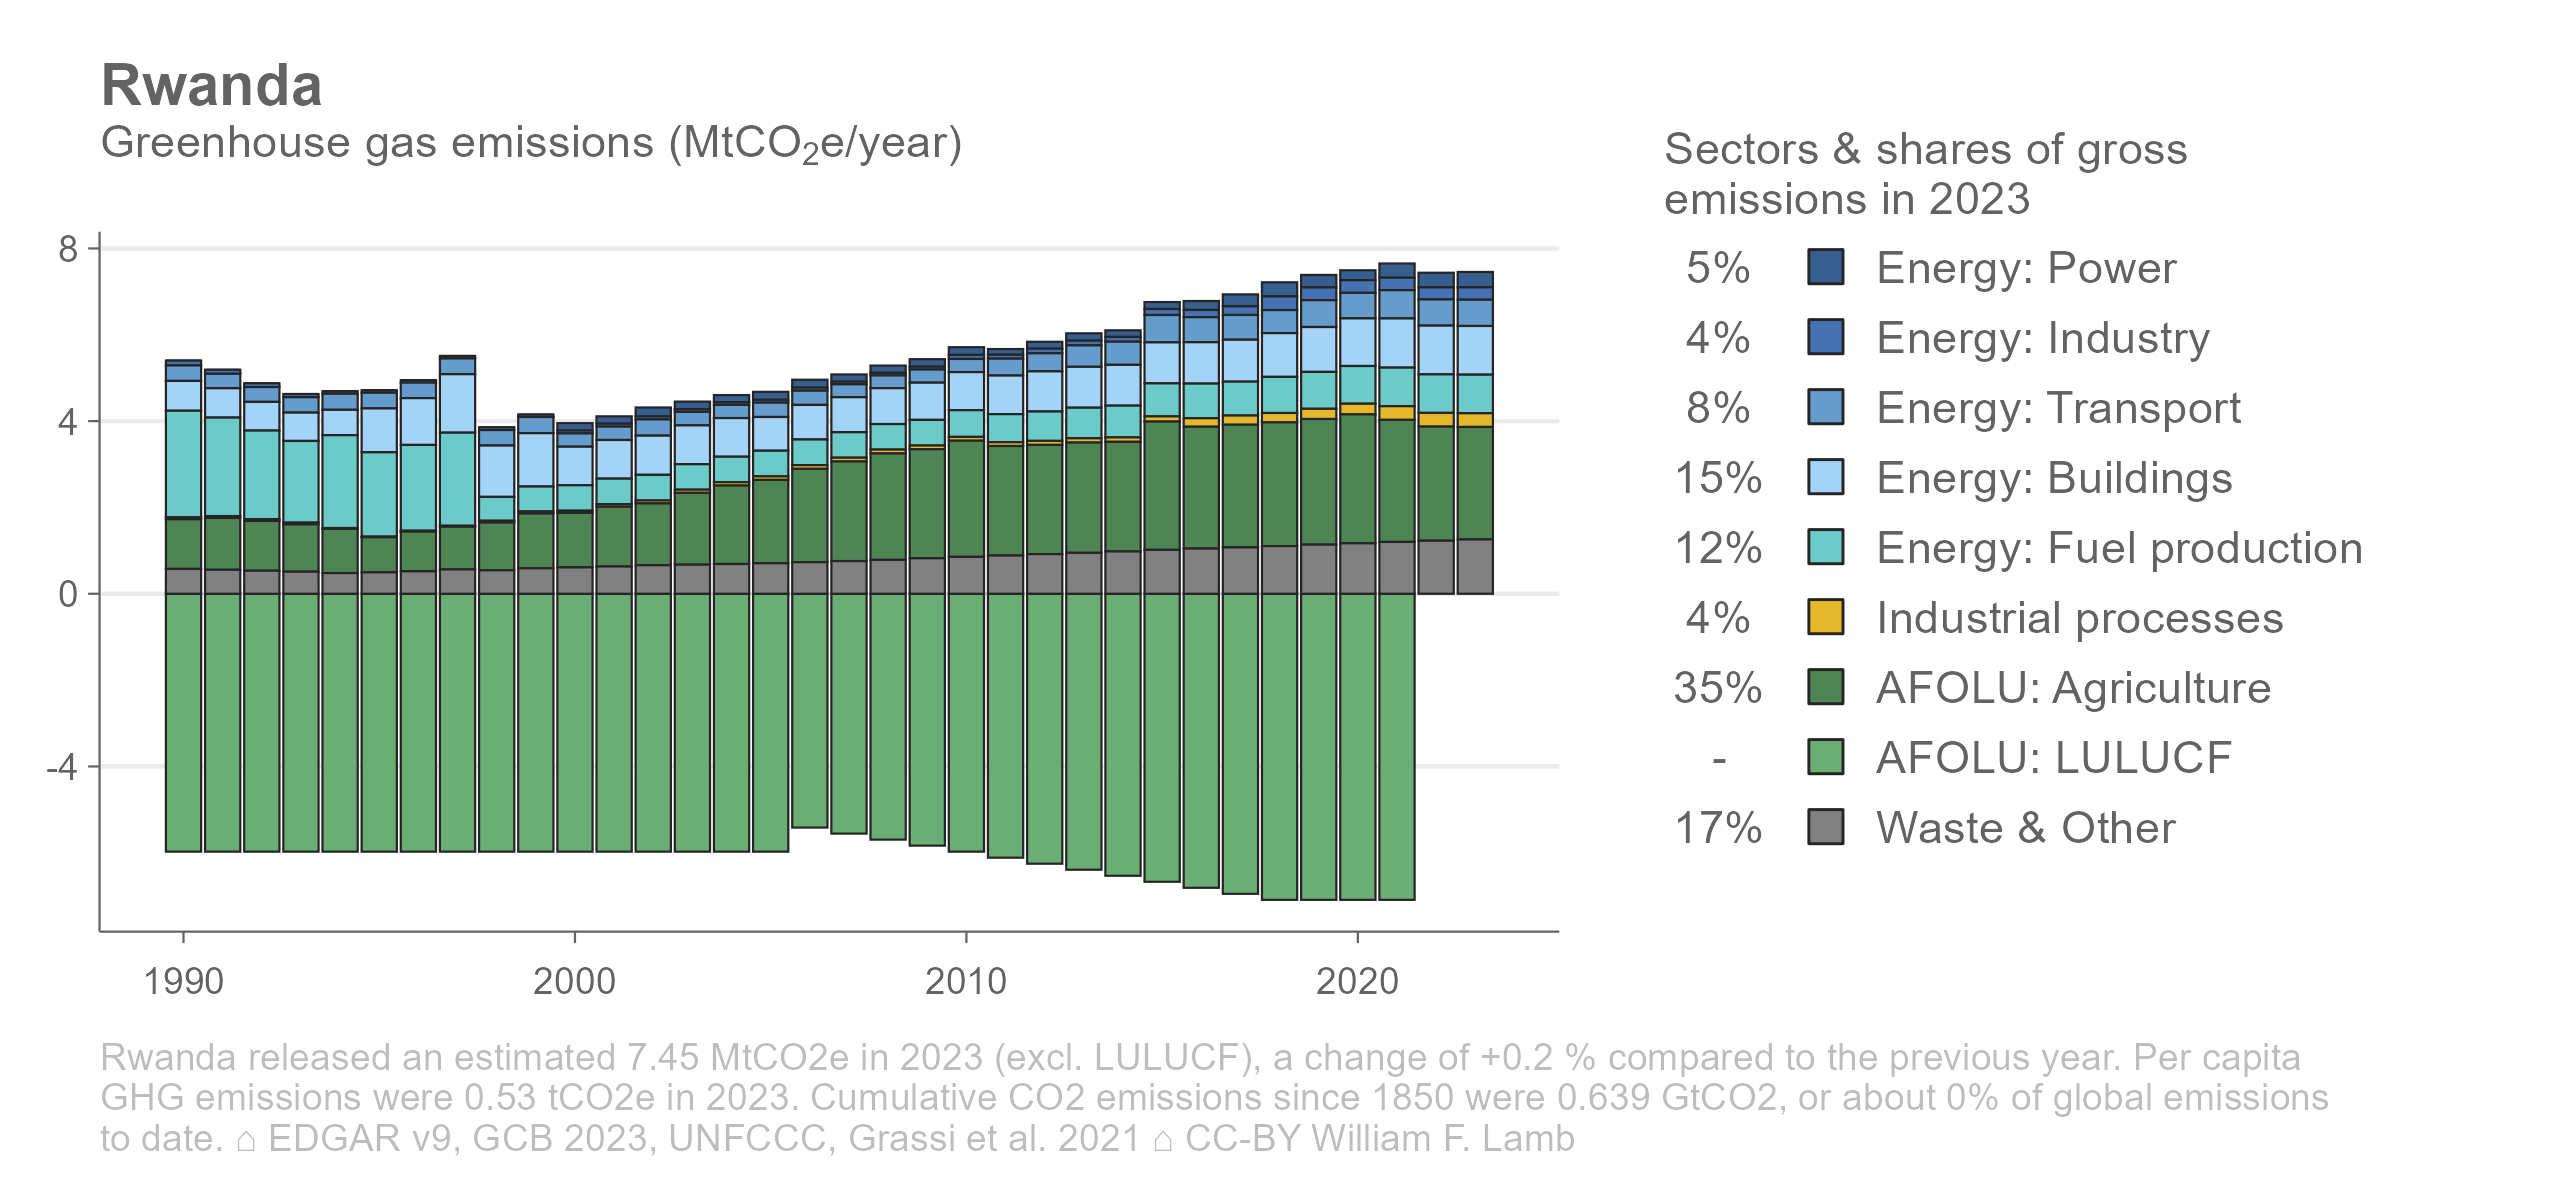 Rwanda
Greenhouse gas emissions (MtCO₂e/year)
Sectors & shares of gross
emissions in 2023
5% Energy: Power
4% Energy: Industry
8% Energy: Transport
15% Energy: Buildings
12% Energy: Fuel production
4% Industrial processes
35% AFOLU: Agriculture
- AFOLU: LULUCF
17% Waste & Other
8
4
0
-4
1990 2000 2010 2020
Rwanda released an estimated 7.45 MtCO2e in 2023 (excl. LULUCF), a change of +0.2 % compared to the previous year. Per capita
GHG emissions were 0.53 tCO2e in 2023. Cumulative CO2 emissions since 1850 were 0.639 GtCO2, or about 0% of global emissions
to date. ⌂ EDGAR v9, GCB 2023, UNFCCC, Grassi et al. 2021 ⌂ CC-BY William F. Lamb